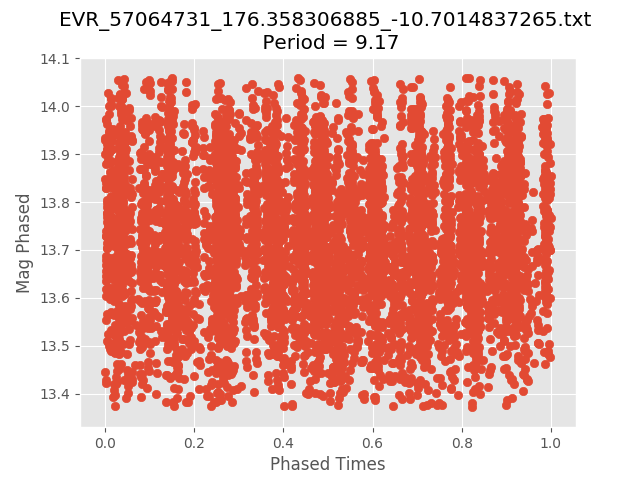 EVR_57064731_176.358306885_-10.7014837265.txt
Period = 9.17
14.1
14.0
13.9
13.8
13.7
13.6
13.5
13.4
Mag Phased
0.0 0.2 0.4 0.6 0.8 1.0
Phased Times